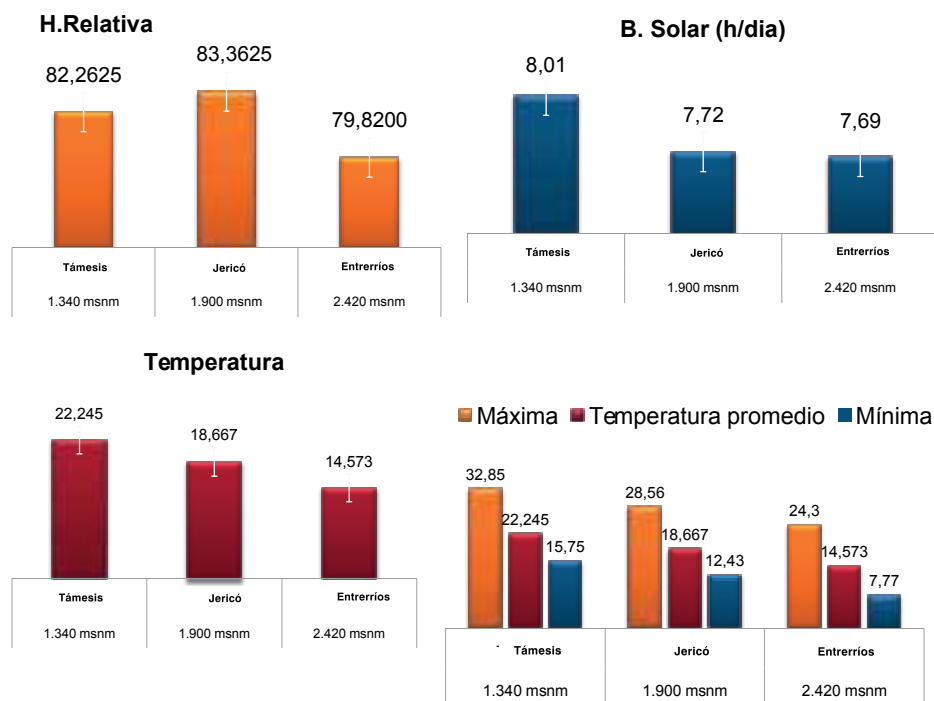 H.Relativa
82,2625
83,3625
79,8200
Támesis
Jericó
Entrerríos
1.340 msnm
1.900 msnm
2.420 msnm
B. Solar (h/dia)
8,01
7,72
7,69
Támesis
Jericó
Entrerríos
1.340 msnm
1.900 msnm
2.420 msnm
Temperatura
22,245
18,667
14,573
Támesis
Jericó
Entrerríos
1.340 msnm
1.900 msnm
2.420 msnm
Máxima Temperatura promedio Mínima
32,85
22,245
15,75
28,56
18,667
12,43
24,3
14,573
7,77
Támesis
Jericó
Entrerríos
1.340 msnm
1.900 msnm
2.420 msnm